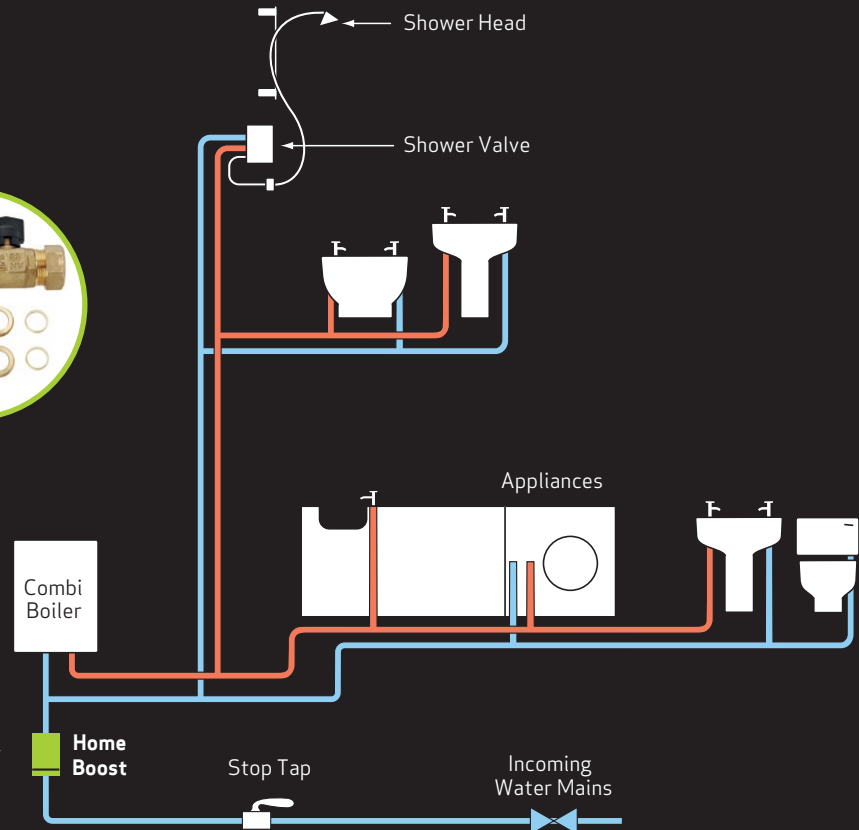 Shower Head
Shower Valve
Appliances
Combi
Boiler
Home
Boost
Stop Tap
Incoming
Water Mains